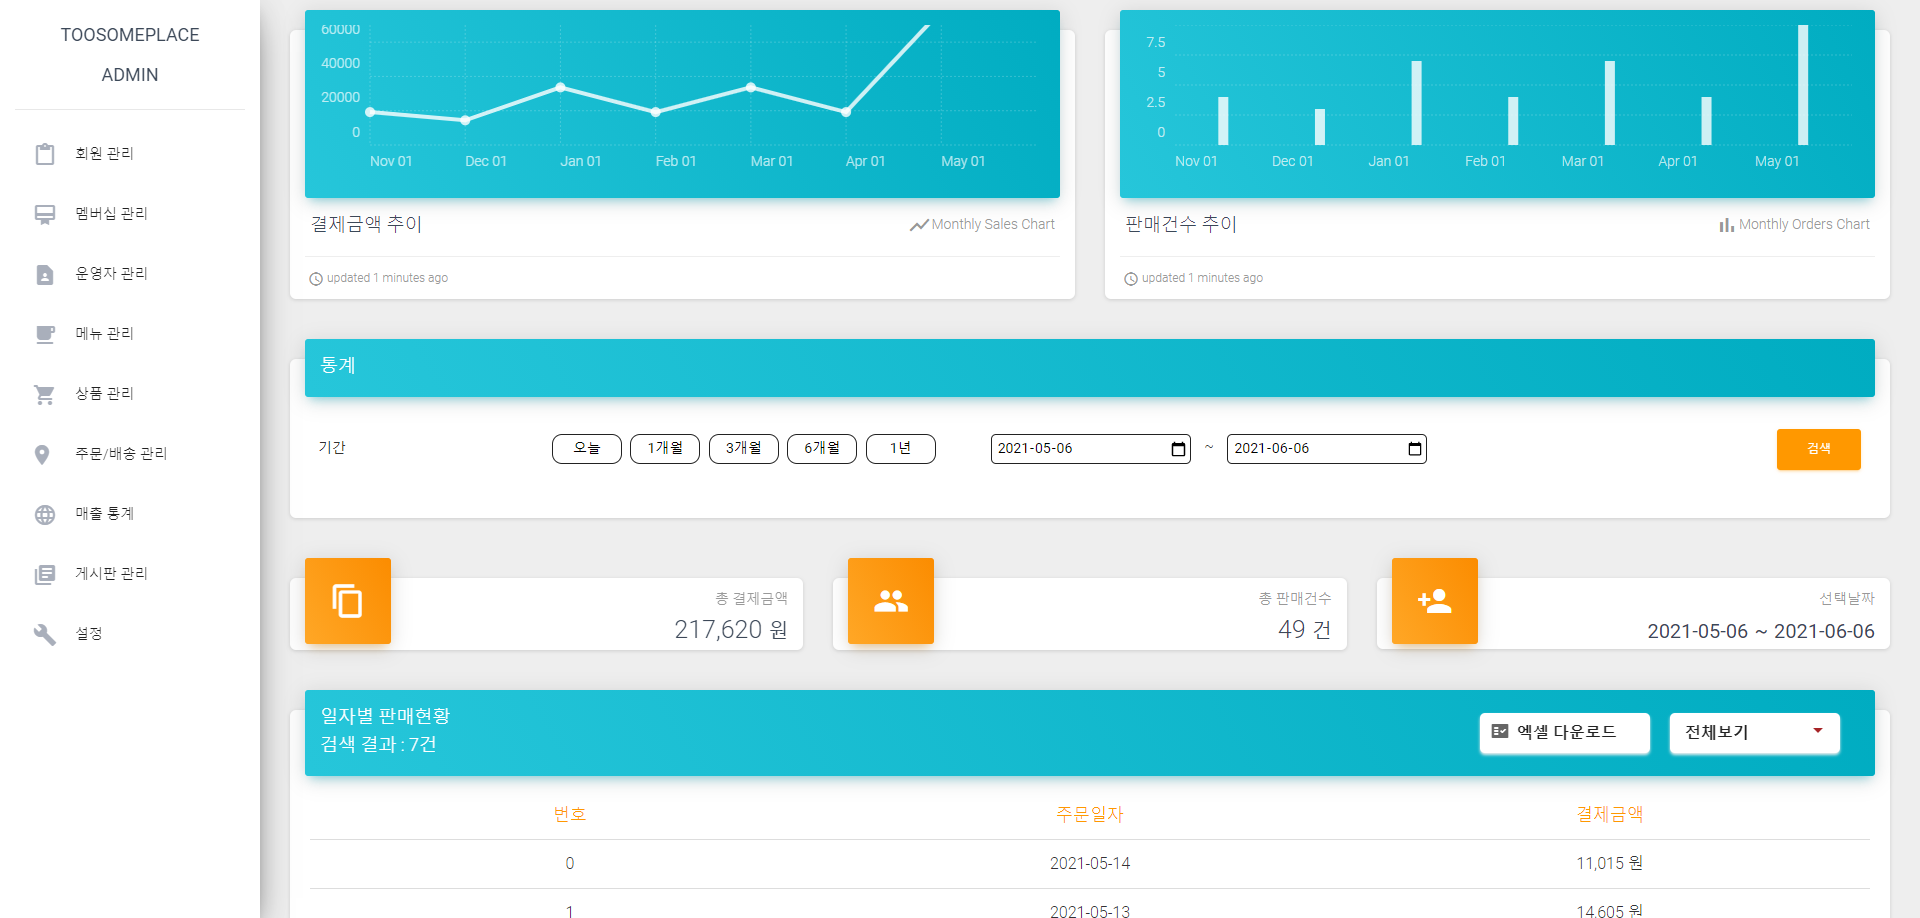 TOOSOMEPLACE
ADMIN
회원 관리
멤버십 관리
운영자 관리
메뉴 관리
상품 관리
주문/배송 관리
매출 통계
게시판 관리
설정
60000
40000
20000
0
Nov 01 Dec 01 Jan 01 Feb 01 Mar 01 Apr 01 May 01
결제금액 추이 Monthly Sales Chart
updated 1 minutes ago
7.5
5
2.5
0
Nov 01 Dec 01 Jan 01 Feb 01 Mar 01 Apr 01 May 01
판매건수 추이 Monthly Orders Chart
updated 1 minutes ago
통계
기간 오늘 1개월 3개월 6개월 1년 2021-05-06 ~ 2021-06-06 검색
총 결제금액
217,620 원
총 판매건수
49 건
선택날짜
2021-05-06 ~ 2021-06-06
일자별 판매현황
검색 결과 : 7건
엑셀 다운로드 전체보기
번호 주문일자 결제금액
0 2021-05-14 11,015 원
1 2021-05-13 14,605 원